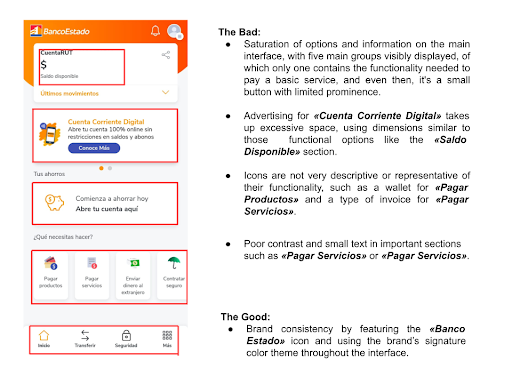 BancoEstado
CuentaRUT
$
Saldo disponible
Últimos movimientos
Cuenta Corriente Digital
Abre tu cuenta 100% online sin
restricciones en saldos y abonos
Conoce Más
Tus ahorros
Comienza a ahorrar hoy
Abre tu cuenta aquí
¿Qué necesitas hacer?
Pagar
productos
Pagar
servicios
Enviar
dinero al
extranjero
Contratar
seguro
Inicio
Transferir
Seguridad
Más
The Bad:
● Saturation of options and information on the main
interface, with five main groups visibly displayed, of
which only one contains the functionality needed to
pay a basic service, and even then, it's a small
button with limited prominence.
● Advertising for «Cuenta Corriente Digital» takes
up excessive space, using dimensions similar to
those functional options like the «Saldo
Disponible» section.
● Icons are not very descriptive or representative of
their functionality, such as a wallet for «Pagar
Productos» and a type of invoice for «Pagar
Servicios».
● Poor contrast and small text in important sections
such as «Pagar Servicios» or «Pagar Servicios».
The Good:
● Brand consistency by featuring the «Banco
Estado» icon and using the brand's signature
color theme throughout the interface.